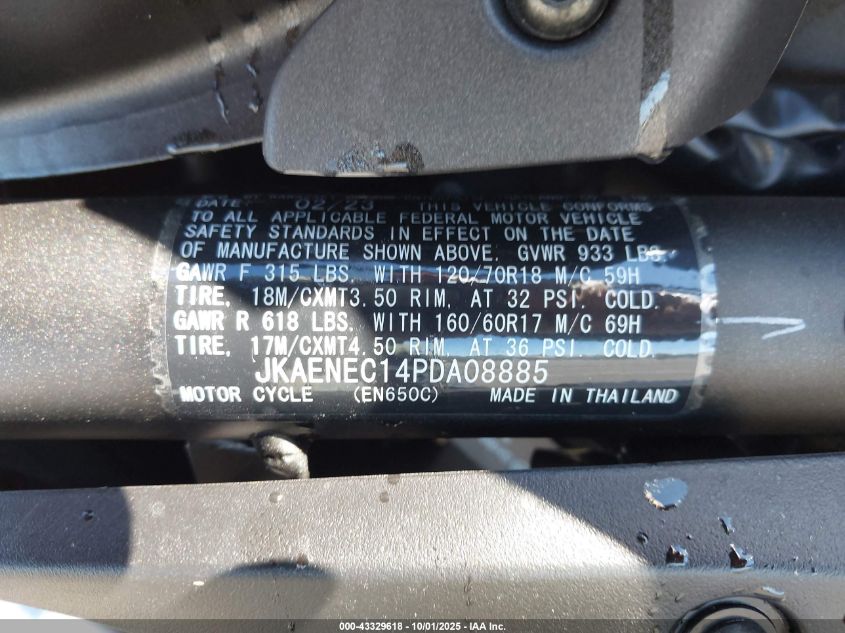 DATE 02/23 THIS VEHICLE CONFORMS
TO ALL APPLICABLE FEDERAL MOTOR VEHICLE
SAFETY STANDARDS IN EFFECT ON THE DATE
OF MANUFACTURE SHOWN ABOVE. GVWR 933 LBS.
GAWR F 315 LBS. WITH 120/70R18 M/C 59H
TIRE, 18M/CXMT3.50 RIM, AT 32 PSI. COLD.
GAWR R 618 LBS. WITH 160/60R17 M/C 69H
TIRE, 17M/CXMT4.50 RIM, AT 36 PSI. COLD.
JKAENEC14PDA08885
MOTOR CYCLE (EN650C) MADE IN THAILAND
000-43329618 - 10/01/2025 - IAA Inc.